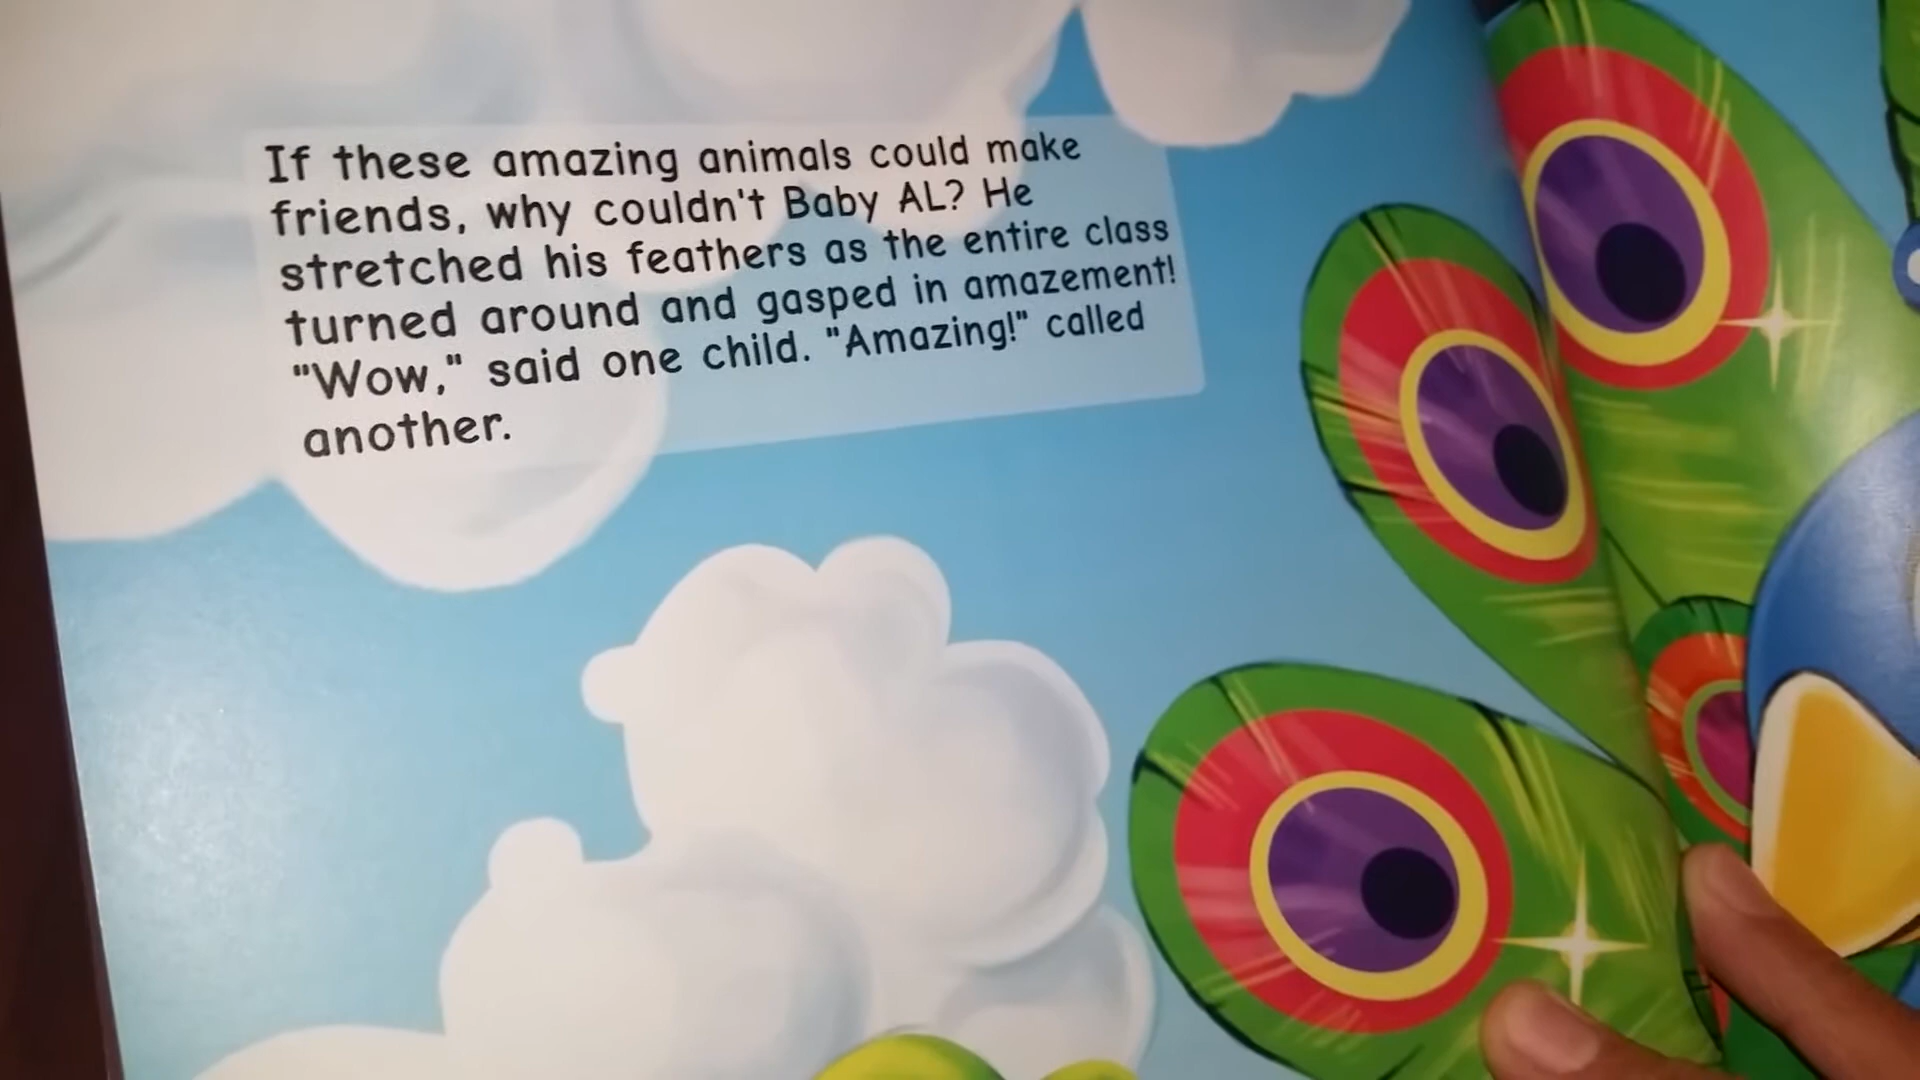 If these amazing animals could make
friends, why couldn't Baby AL? He
stretched his feathers as the entire class
turned around and gasped in amazement!
"Wow," said one child. "Amazing!" called
another.